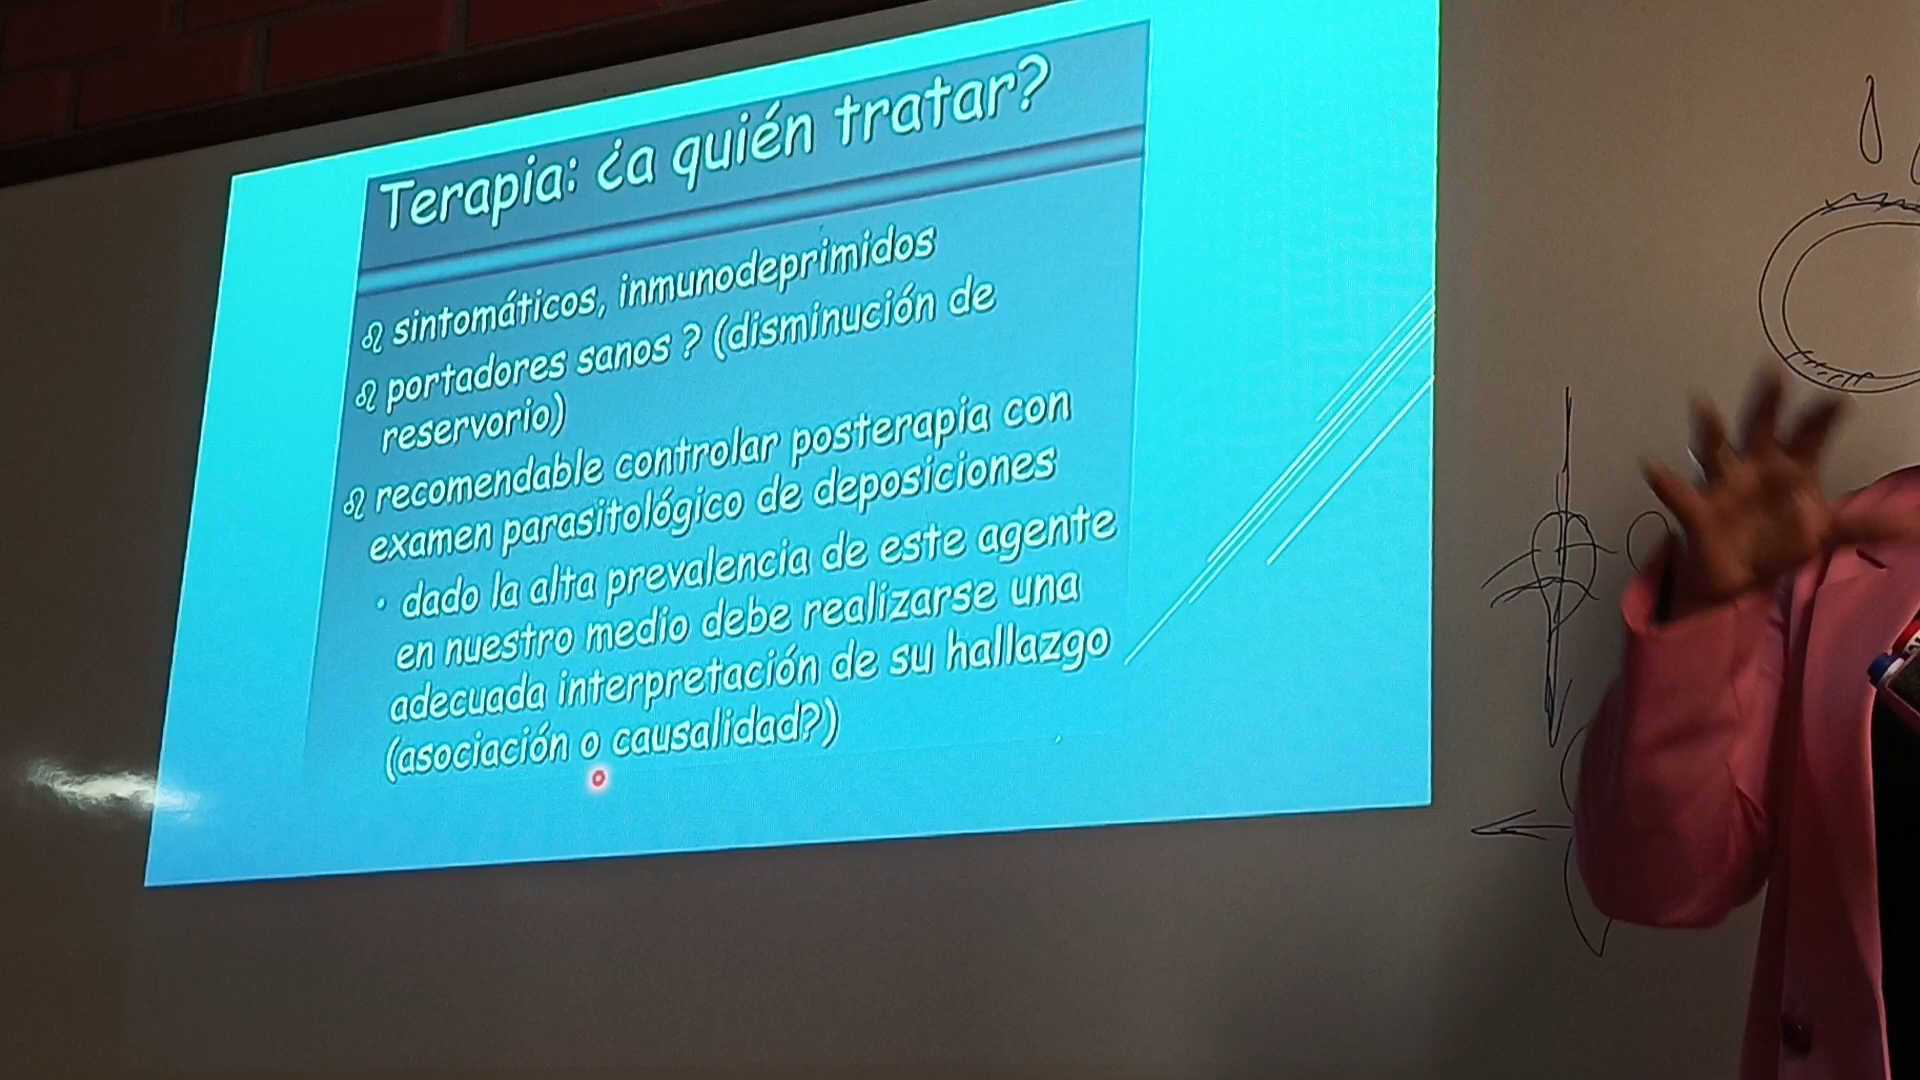 Terapia: ¿a quién tratar?
sintomáticos, inmunodeprimidos
portadores sanos ? (disminución de
reservorio)
recomendable controlar posterapia con
examen parasitológico de deposiciones
• dado la alta prevalencia de este agente
en nuestro medio debe realizarse una
adecuada interpretación de su hallazgo
(asociación o causalidad?)